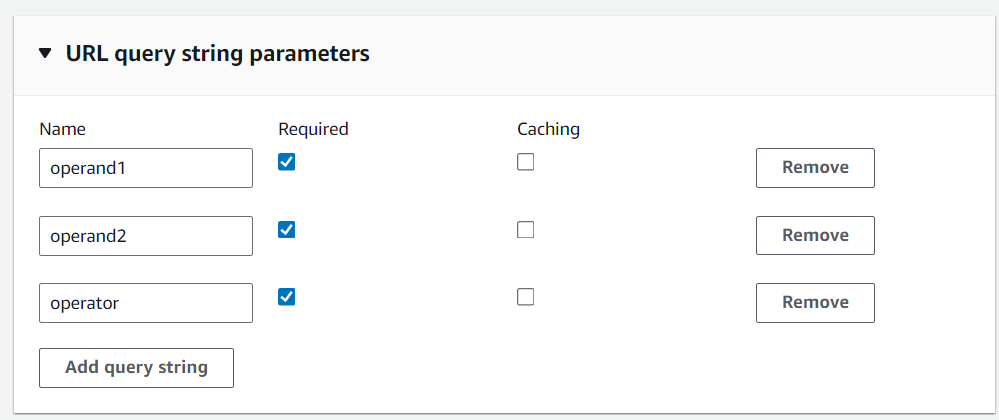 URL query string parameters
Name Required Caching
operand1 Remove
operand2 Remove
operator Remove
Add query string